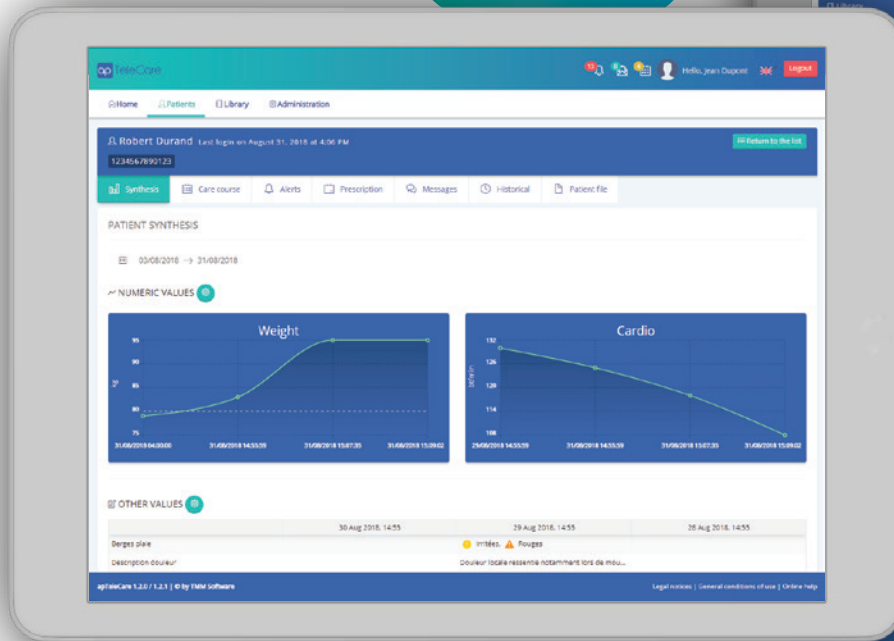 Library
apTeleCare
13
Hello, Jean Dupont
Logout
Home Patients Library Administration
Robert Durand Last login on August 31, 2018 at 4:06 PM
Return to the list
1234567890123
Synthesis Care course Alerts Prescription Messages Historical Patient file
PATIENT SYNTHESIS
03/08/2018 → 31/08/2018
NUMERIC VALUES
Weight
95
90
85
80
75
kg
31/08/2018 04:00:00 31/08/2018 14:55:59 31/08/2018 15:07:35 31/08/2018 15:09:02
Cardio
132
126
120
114
108
29/08/2018 14:55:59 31/08/2018 14:55:59 31/08/2018 15:07:35 31/08/2018 15:09:02
OTHER VALUES
30 Aug 2018, 14:55 29 Aug 2018, 14:55 28 Aug 2018, 14:55
Berges plaie Irritées, Rouges
Description douleur Douleur locale ressentie notamment lors de mou...
apTeleCare 1.2.0 / 1.2.1 | © by TMM Software
Legal notices | General conditions of use | Online help